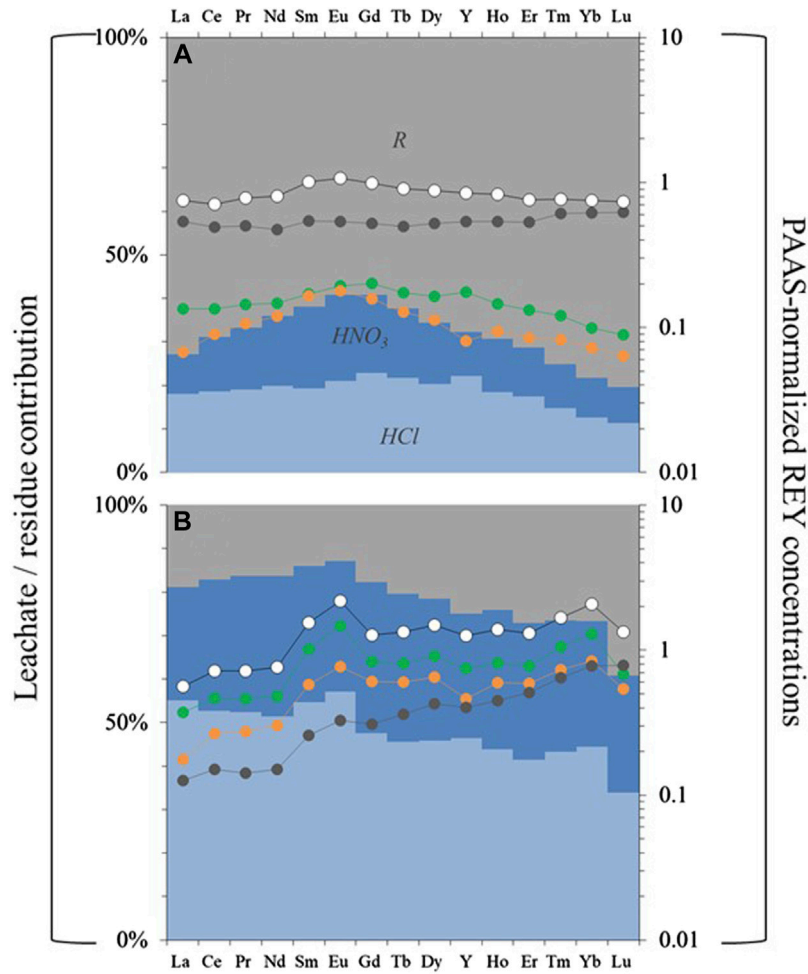 La Ce Pr Nd Sm Eu Gd Tb Dy Y Ho Er Tm Yb Lu
100%
A
10
R
1
50%
HNO3
0.1
HCl
0%
0.01
100%
B
10
1
50%
0.1
0%
0.01
La Ce Pr Nd Sm Eu Gd Tb Dy Y Ho Er Tm Yb Lu
Leachate / residue contribution
PAAS-normalized REY concentrations